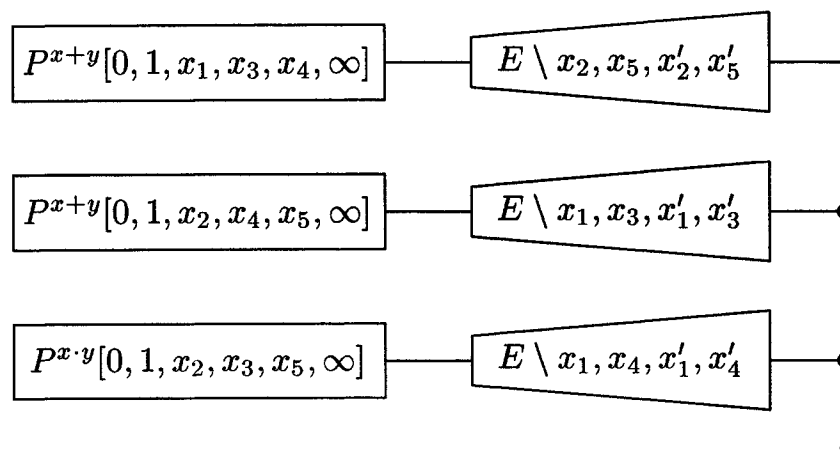 P^{x+y}[0, 1, x_1, x_3, x_4, ∞] E \ x_2, x_5, x'_2, x'_5
P^{x+y}[0, 1, x_2, x_4, x_5, ∞] E \ x_1, x_3, x'_1, x'_3
P^{x·y}[0, 1, x_2, x_3, x_5, ∞] E \ x_1, x_4, x'_1, x'_4